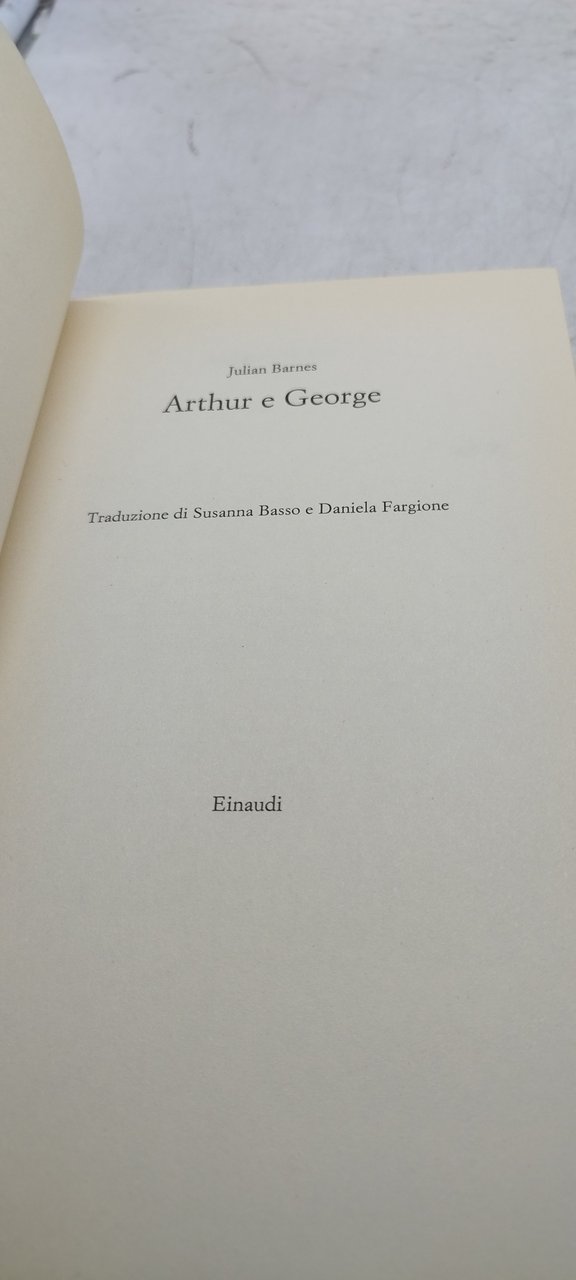 Julian Barnes
Arthur e George
Traduzione di Susanna Basso e Daniela Fargione
Einaudi